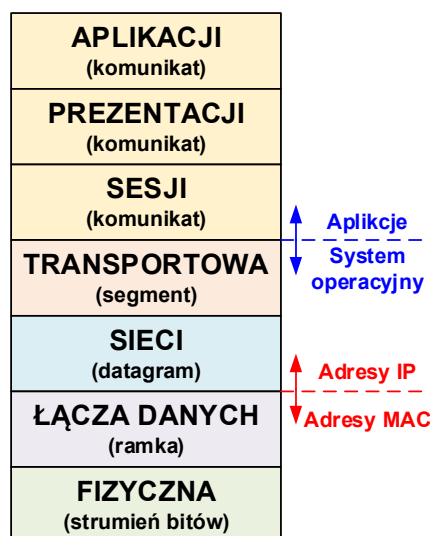 APLIKACJI
(komunikat)
PREZENTACJI
(komunikat)
SESJI
(komunikat)
Aplikcje
System
operacyjny
TRANSPORTOWA
(segment)
SIECI
(datagram)
Adresy IP
Adresy MAC
ŁĄCZA DANYCH
(ramka)
FIZYCZNA
(strumień bitów)